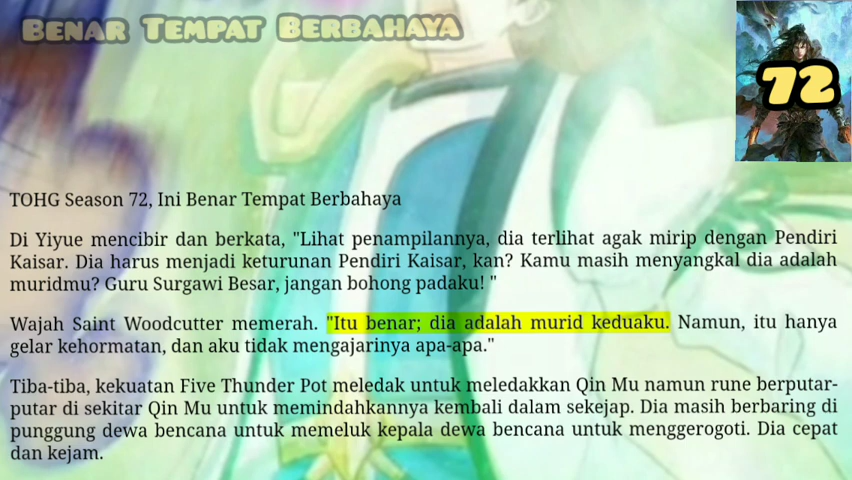 Benar Tempat Berbahaya
72
TOHG Season 72, Ini Benar Tempat Berbahaya
Di Yiyue mencibir dan berkata, "Lihat penampilannya, dia terlihat agak mirip dengan Pendiri
Kaisar. Dia harus menjadi keturunan Pendiri Kaisar, kan? Kamu masih menyangkal dia adalah
muridmu? Guru Surgawi Besar, jangan bohong padaku! "
Wajah Saint Woodcutter memerah. "Itu benar; dia adalah murid keduaku. Namun, itu hanya
gelar kehormatan, dan aku tidak mengajarinya apa-apa."
Tiba-tiba, kekuatan Five Thunder Pot meledak untuk meledakkan Qin Mu namun rune berputar-
putar di sekitar Qin Mu untuk memindahkannya kembali dalam sekejap. Dia masih berbaring di
punggung dewa bencana untuk memeluk kepala dewa bencana untuk menggerogoti. Dia cepat
dan kejam.